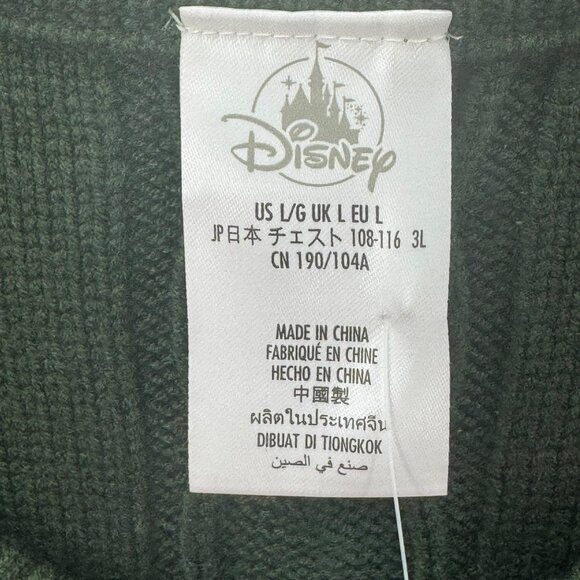 Disney
US L/G UK L EU L
JP日本 チェスト 108-116 3L
CN 190/104A
MADE IN CHINA
FABRIQUÉ EN CHINE
HECHO EN CHINA
中國製
ผลิตในประเทศจีน
DIBUAT DI TIONGKOK
صنع في الصين